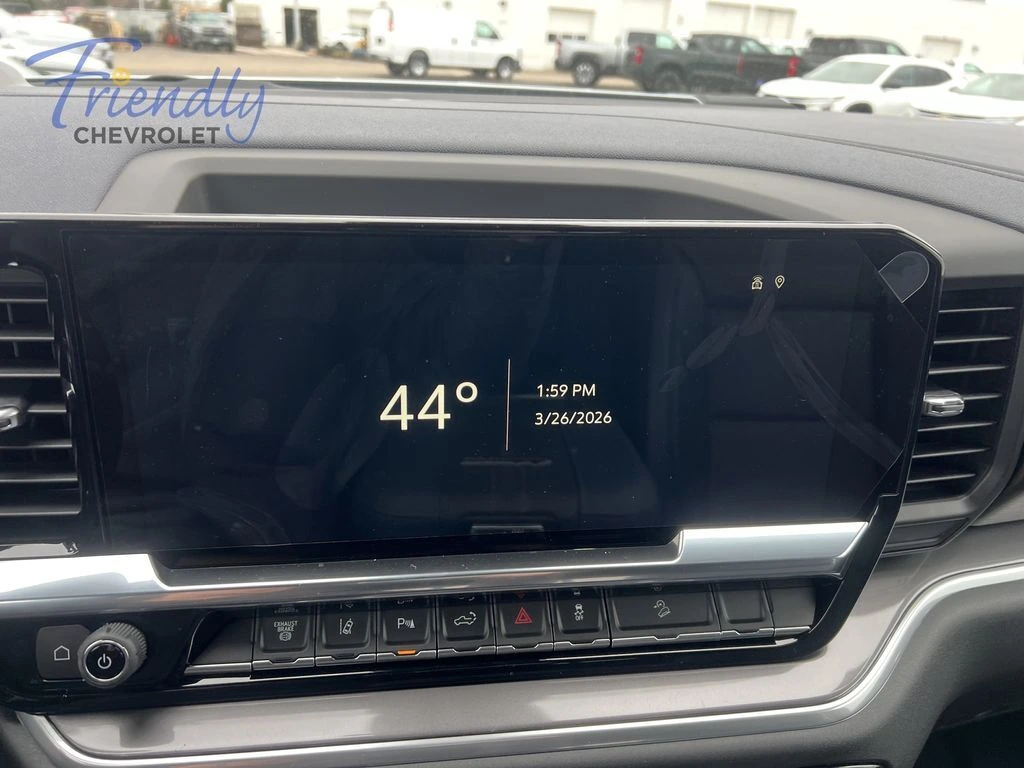 Friendly
CHEVROLET
44°
1:59 PM
3/26/2026
EXHAUST
BRAKE
P
OFF